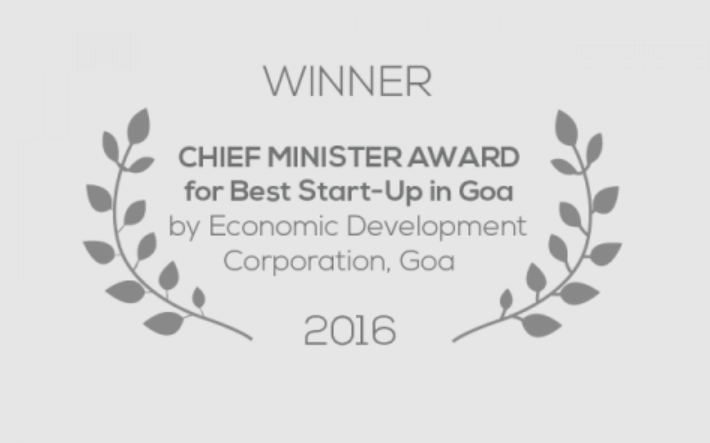 WINNER
CHIEF MINISTER AWARD
for Best Start-Up in Goa
by Economic Development
Corporation, Goa
2016